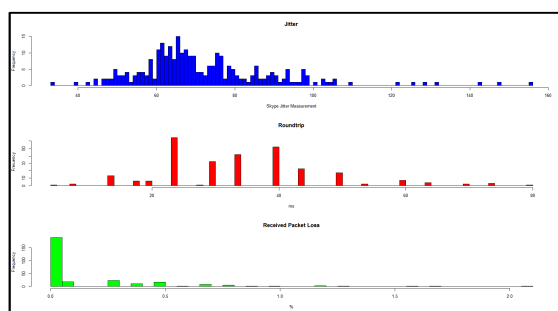 Jitter
Frequency
15
10
5
0
40 60 80 100 120 140 160
Skype Jitter Measurement
Roundtrip
Frequency
0
20 40 60 80
ms
Received Packet Loss
Frequency
150
100
50
0
0.0 0.5 1.0 1.5 2.0
%